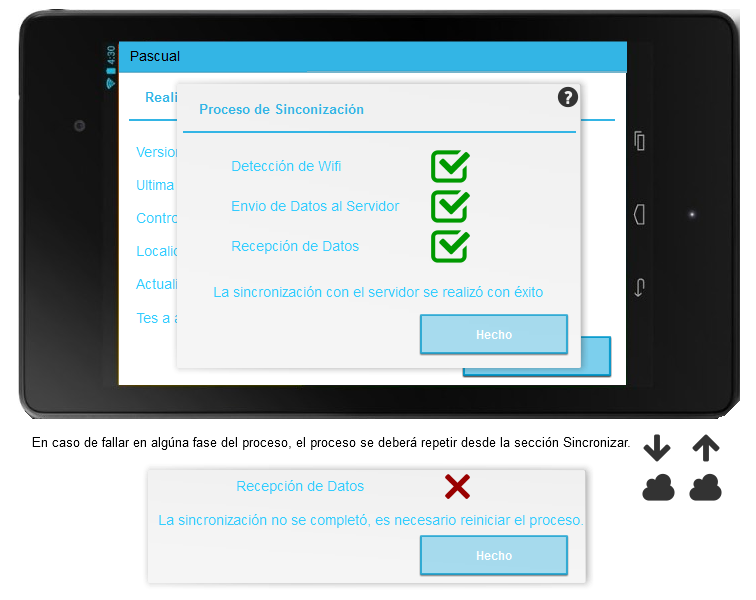 4:30
Pascual
Reali
Proceso de Sinconización
?
Version
Detección de Wifi
Ultima
Envio de Datos al Servidor
Contro
Recepción de Datos
Localid
Actuali
La sincronización con el servidor se realizó con éxito
Tes a a
Hecho
En caso de fallar en algúna fase del proceso, el proceso se deberá repetir desde la sección Sincronizar.
Recepción de Datos
La sincronización no se completó, es necesario reiniciar el proceso.
Hecho